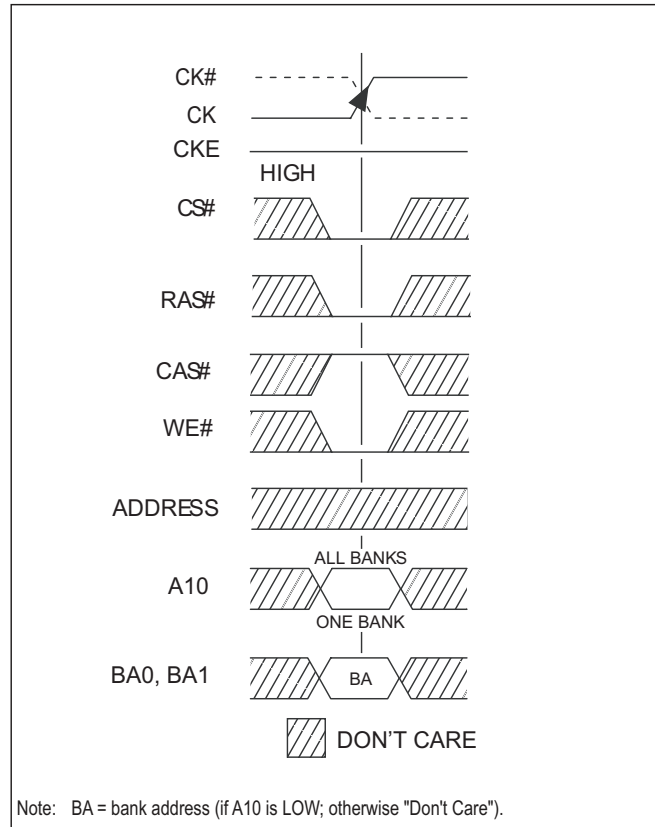 CK#
CK
CKE
HIGH
CS#
RAS#
CAS#
WE#
ADDRESS
ALL BANKS
A10
ONE BANK
BA0, BA1
BA
DON'T CARE
Note: BA = bank address (if A10 is LOW; otherwise "Don't Care").